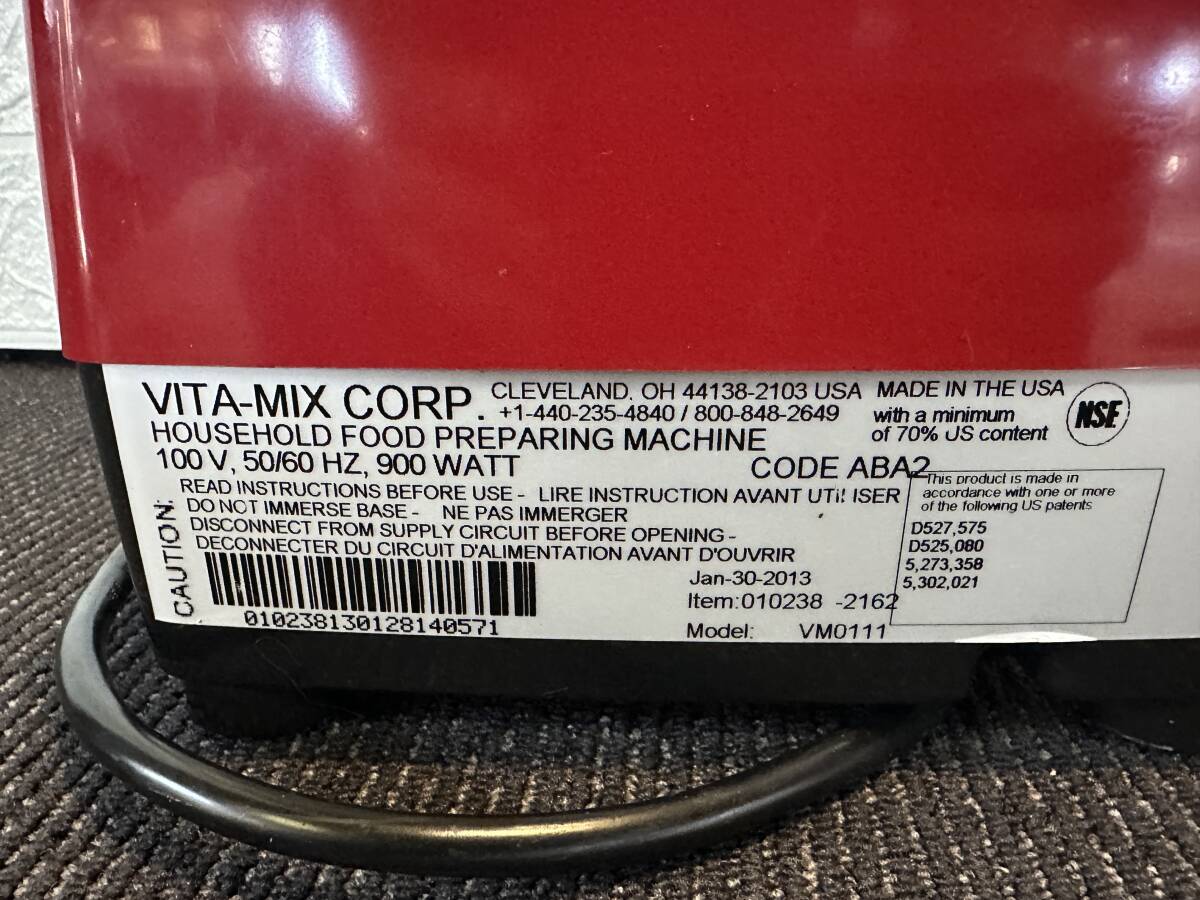 VITA-MIX CORP. CLEVELAND, OH 44138-2103 USA MADE IN THE USA
+1-440-235-4840 / 800-848-2649 with a minimum
of 70% US content
NSF
HOUSEHOLD FOOD PREPARING MACHINE
100 V, 50/60 HZ, 900 WATT CODE ABA2
CAUTION:
READ INSTRUCTIONS BEFORE USE - LIRE INSTRUCTION AVANT UTILISER
DO NOT IMMERSE BASE - NE PAS IMMERGER
DISCONNECT FROM SUPPLY CIRCUIT BEFORE OPENING -
DECONNECTER DU CIRCUIT D'ALIMENTATION AVANT D'OUVRIR
This product is made in
accordance with one or more
of the following US patents
D527,575
D525,080
5,273,358
5,302,021
Jan-30-2013
Item:010238 -2162
Model: VM0111
010238130128140571